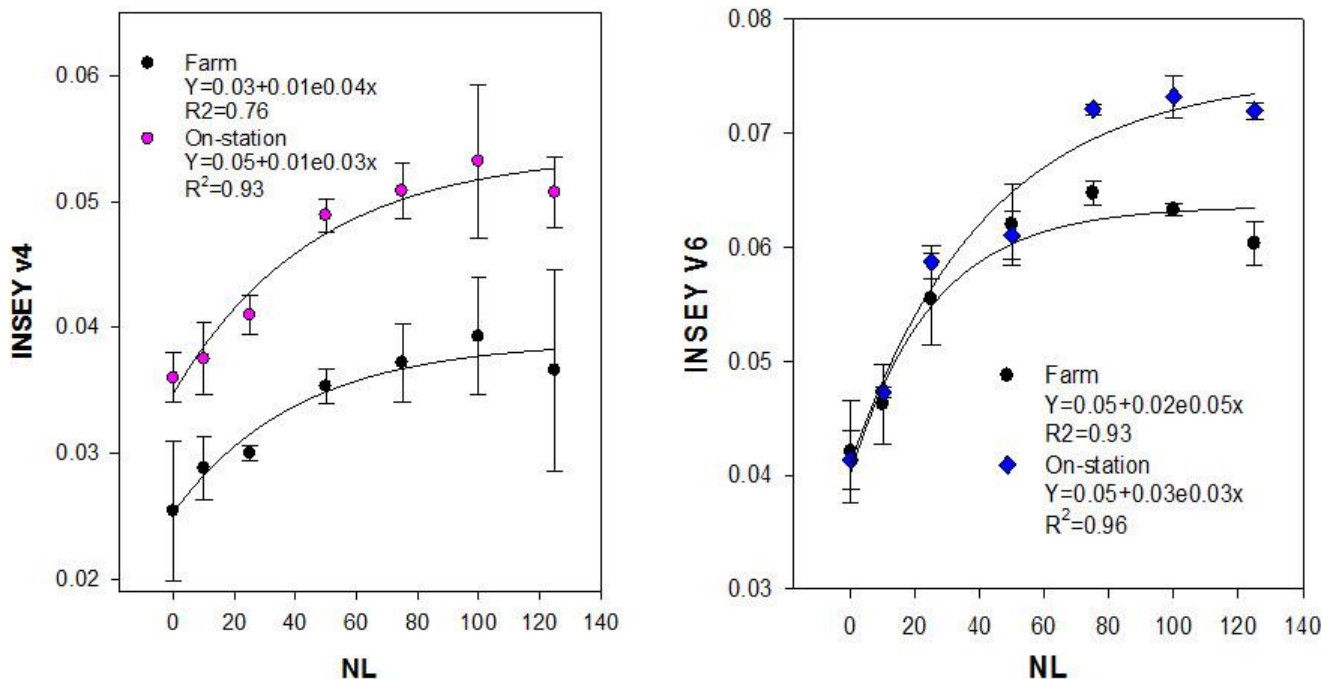 0.06
0.05
0.04
0.03
0.02
INSEY v4
Farm
Y=0.03+0.01e0.04x
R2=0.76
On-station
Y=0.05+0.01e0.03x
R²=0.93
0 20 40 60 80 100 120 140
NL
0.08
0.07
0.06
0.05
0.04
0.03
INSEY V6
Farm
Y=0.05+0.02e0.05x
R2=0.93
On-station
Y=0.05+0.03e0.03x
R²=0.96
0 20 40 60 80 100 120 140
NL